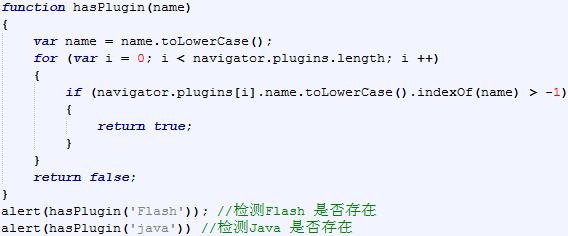 function hasPlugin(name)
{
    var name = name.toLowerCase();
    for (var i = 0; i < navigator.plugins.length; i ++)
    {
        if (navigator.plugins[i].name.toLowerCase().indexOf(name) > -1)
        {
            return true;
        }
    }
    return false;
}
alert(hasPlugin('Flash')); //检测Flash 是否存在
alert(hasPlugin('java')) //检测Java 是否存在